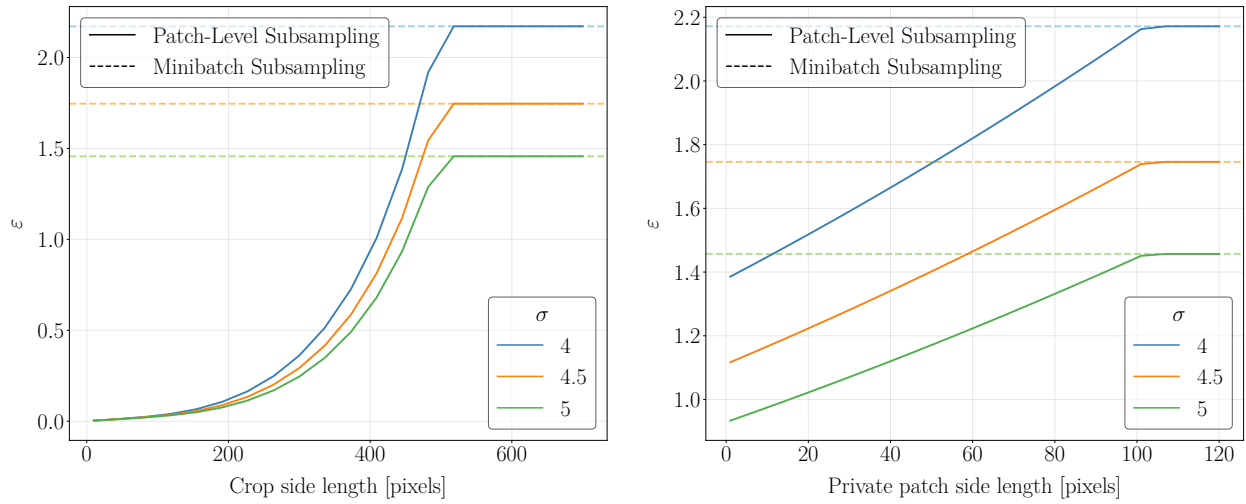 Patch-Level Subsampling
Minibatch Subsampling
2.0
1.5
1.0
0.5
0.0
ε
σ
4
4.5
5
0
200
400
600
Crop side length [pixels]
Patch-Level Subsampling
Minibatch Subsampling
2.2
2.0
1.8
1.6
1.4
1.2
1.0
ε
σ
4
4.5
5
0
20
40
60
80
100
120
Private patch side length [pixels]